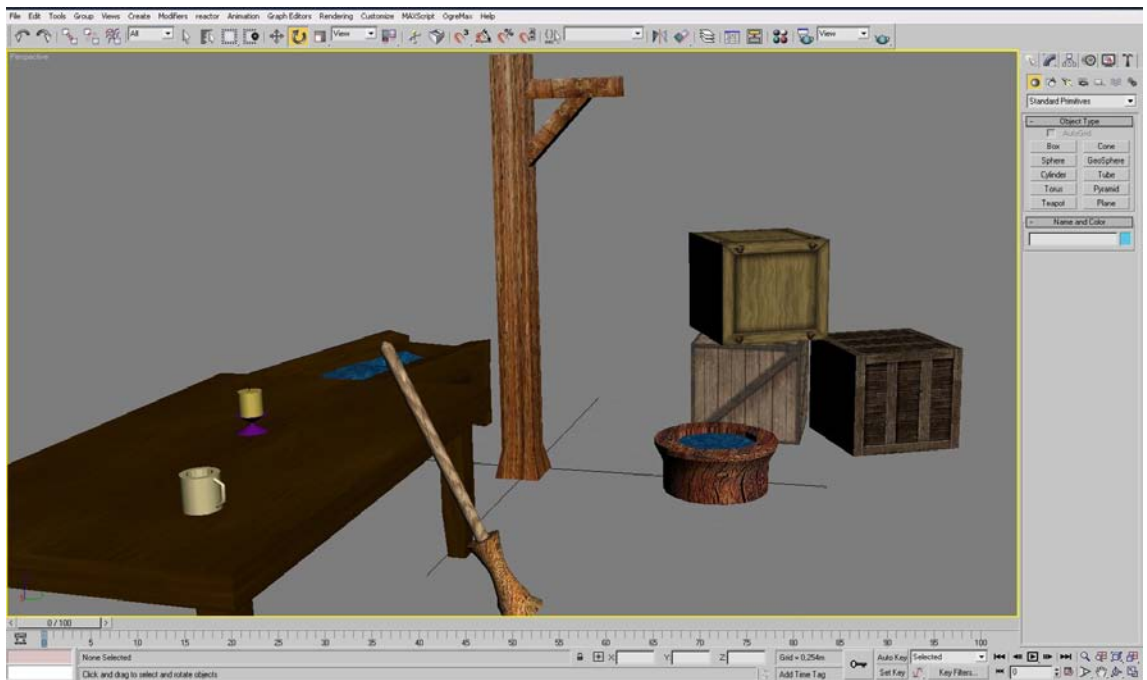 File Edit Tools Group Views Create Modifiers reactor Animation Graph Editors Rendering Customize MAXScript OgreMax Help
All View View
Perspective
Standard Primitives
- Object Type
AutoGrid
Box Cone
Sphere GeoSphere
Cylinder Tube
Torus Pyramid
Teapot Plane
- Name and Color
< 0 / 100 >
0 5 10 15 20 25 30 35 40 45 50 55 60 65 70 75 80 85 90 95 100
None Selected X: Y: Z: Grid = 0,254m Auto Key Selected
Click and drag to select and rotate objects Add Time Tag Set Key Key Filters... 0